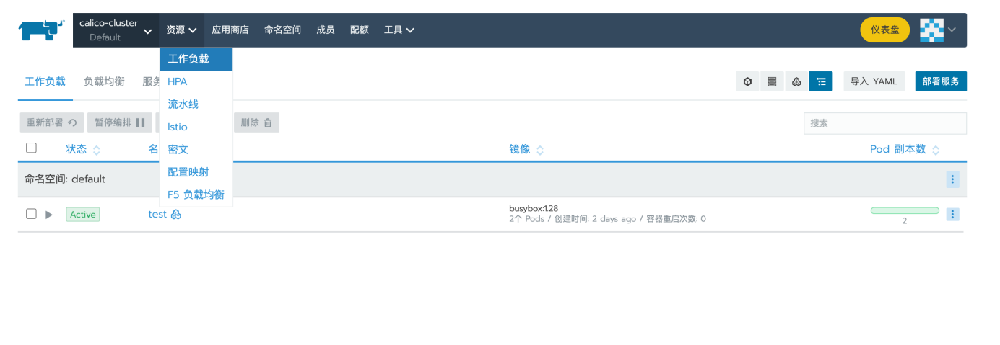 calico-cluster
Default
资源 应用商店 命名空间 成员 配额 工具
仪表盘
工作负载
HPA
流水线
Istio
密文
配置映射
F5 负载均衡
工作负载 负载均衡 服务
导入 YAML 部署服务
重新部署 暂停编排 删除
搜索
状态 名 镜像 Pod 副本数
命名空间: default
Active test busybox:1.28
2个 Pods / 创建时间: 2 days ago / 容器重启次数: 0
2